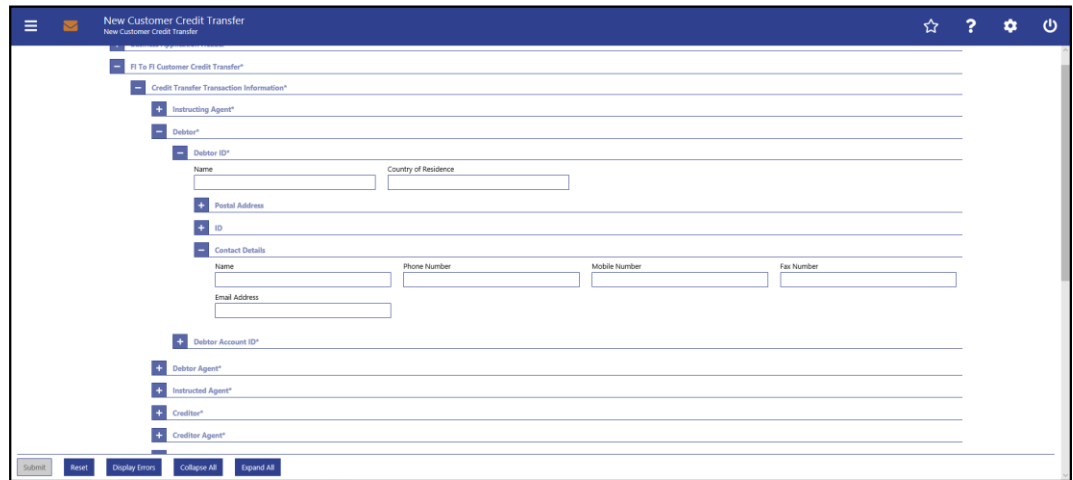 New Customer Credit Transfer
New Customer Credit Transfer
FI To FI Customer Credit Transfer*
Credit Transfer Transaction Information*
Instructing Agent*
Debtor*
Debtor ID*
Name Country of Residence
Postal Address
ID
Contact Details
Name Phone Number Mobile Number Fax Number
Email Address
Debtor Account ID*
Debtor Agent*
Instructed Agent*
Creditor*
Creditor Agent*
Submit Reset Display Errors Collapse All Expand All